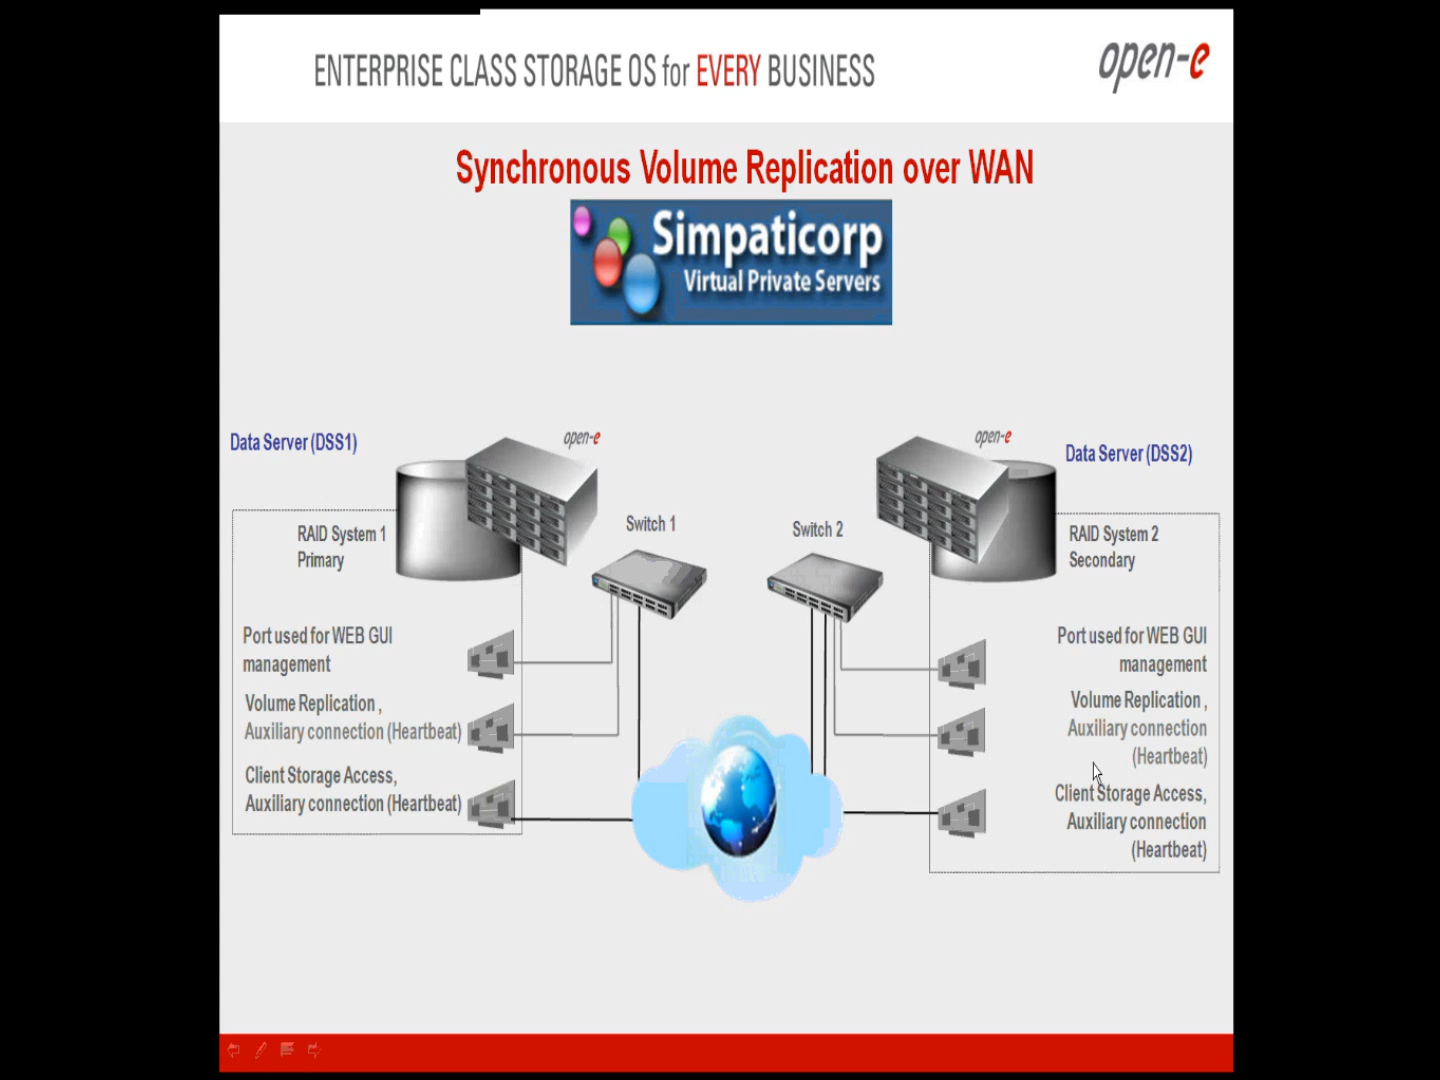 ENTERPRISE CLASS STORAGE OS for EVERY BUSINESS
open-e
Synchronous Volume Replication over WAN
Simpaticorp
Virtual Private Servers
Data Server (DSS1)
open-e
RAID System 1
Primary
Switch 1
Port used for WEB GUI
management
Volume Replication ,
Auxiliary connection (Heartbeat)
Client Storage Access,
Auxiliary connection (Heartbeat)
Switch 2
open-e
Data Server (DSS2)
RAID System 2
Secondary
Port used for WEB GUI
management
Volume Replication ,
Auxiliary connection
(Heartbeat)
Client Storage Access,
Auxiliary connection
(Heartbeat)